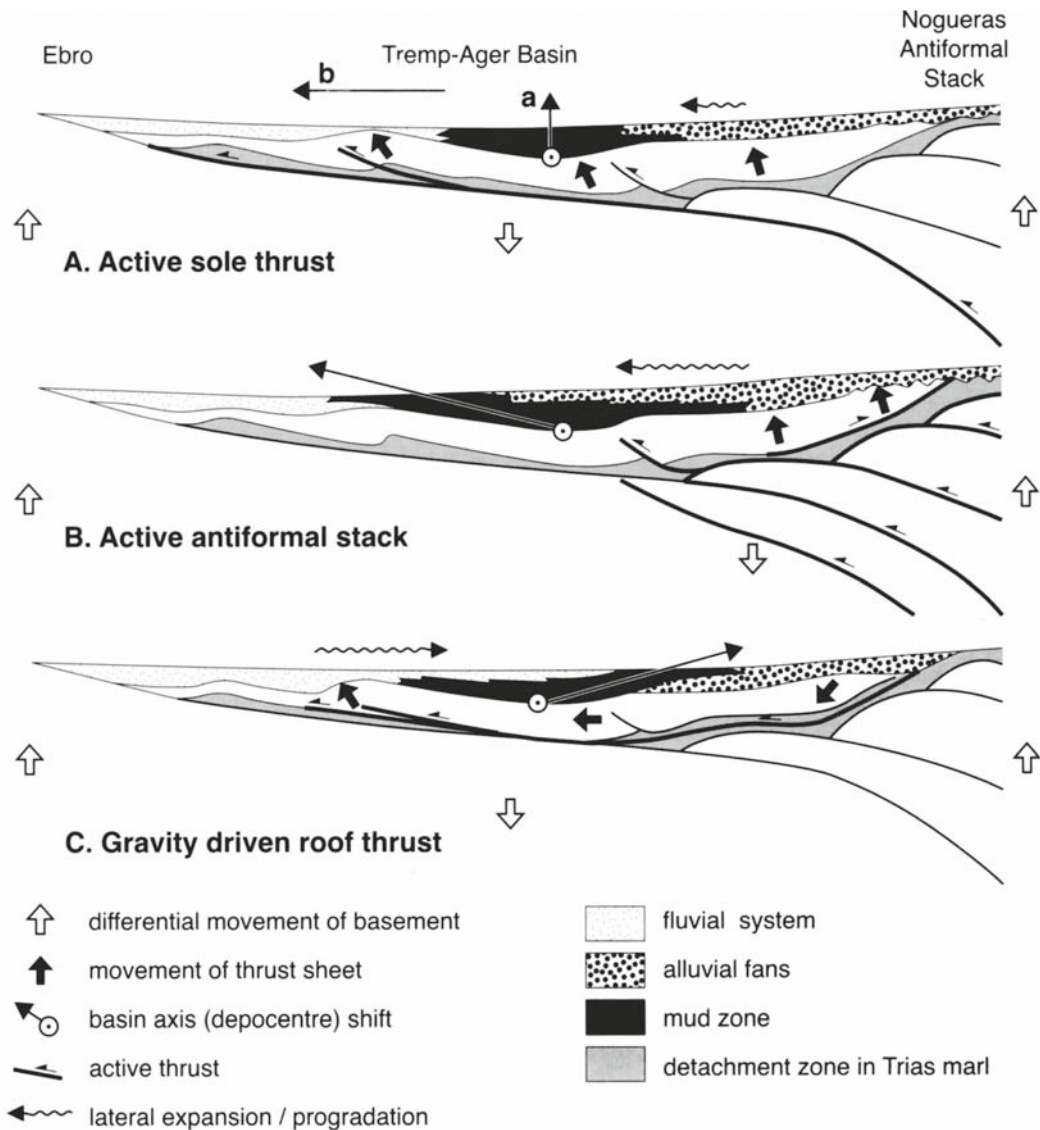 Nogueras
Antiformal
Stack
Ebro
Tremp-Ager Basin
b
a
A. Active sole thrust
B. Active antiformal stack
C. Gravity driven roof thrust
differential movement of basement
movement of thrust sheet
basin axis (depocentre) shift
active thrust
lateral expansion / progradation
fluvial system
alluvial fans
mud zone
detachment zone in Trias marl